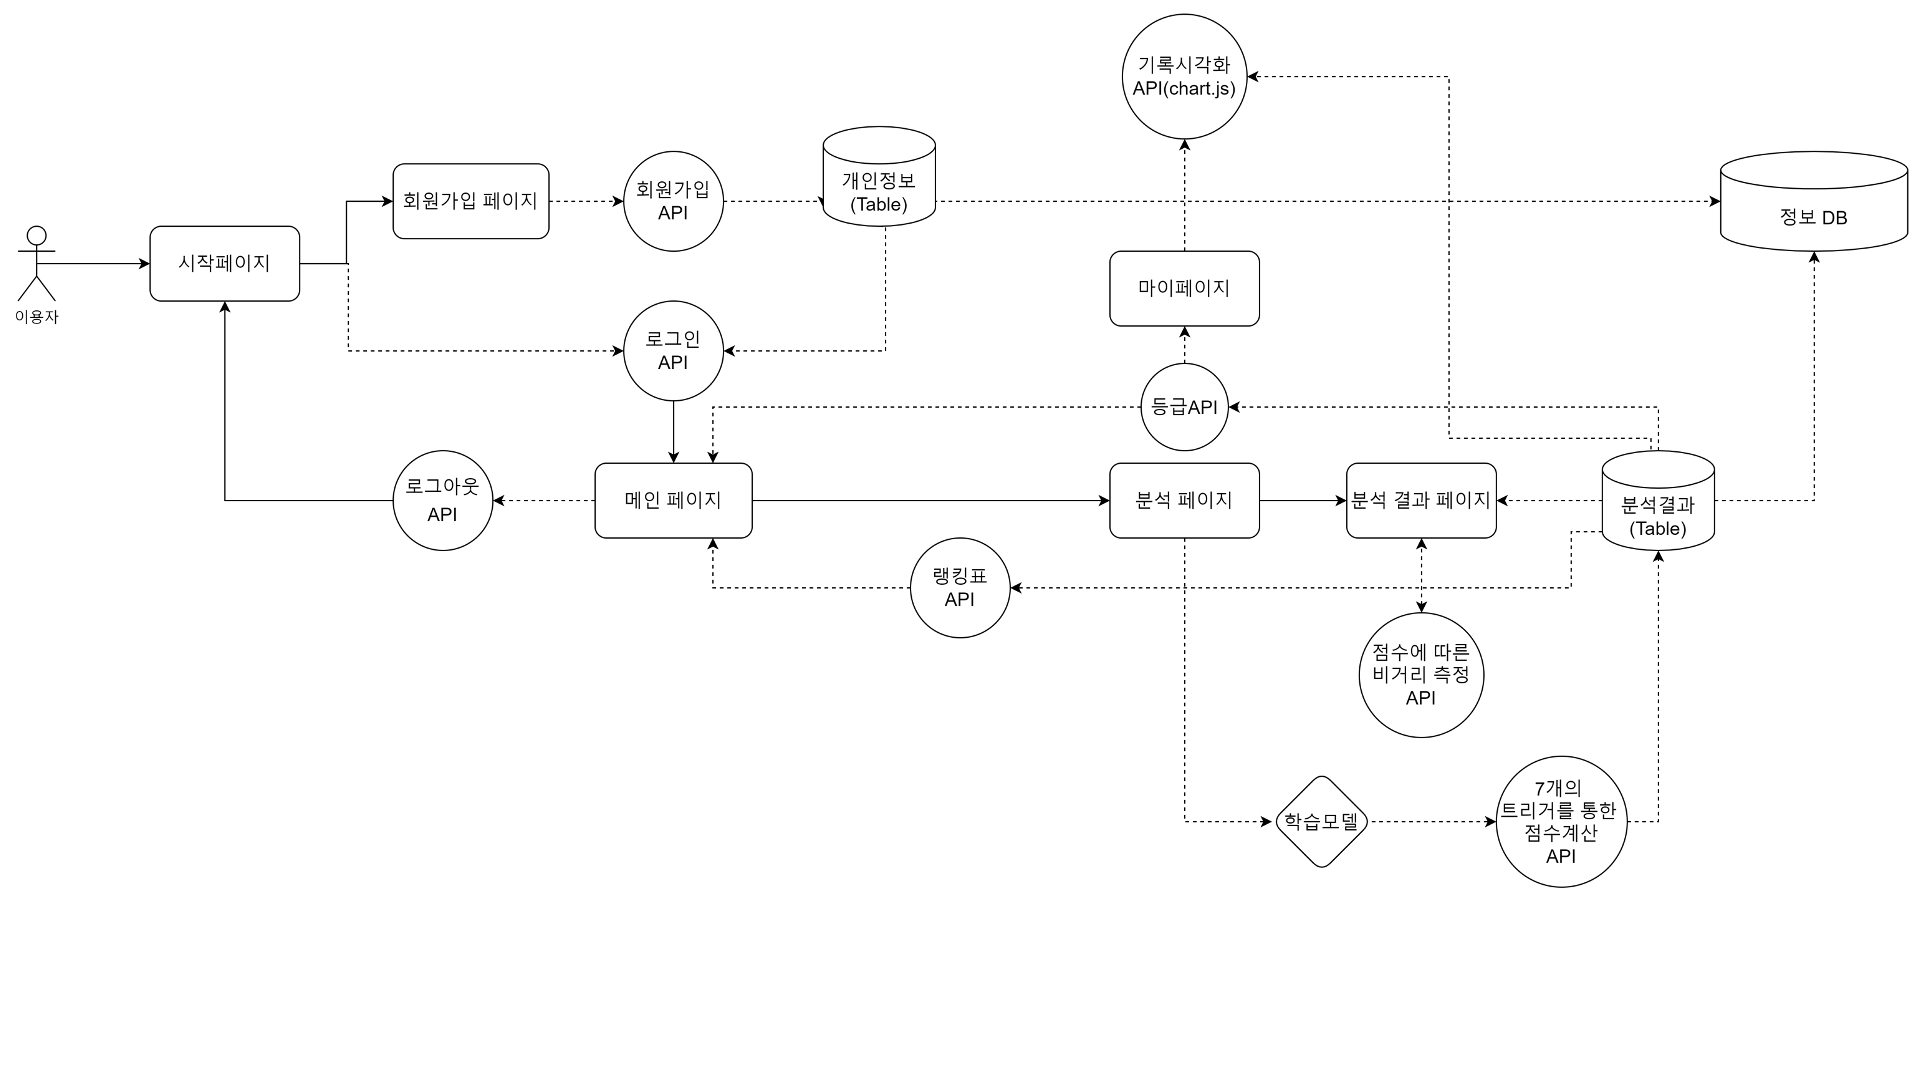 기록시각화
API(chart.js)
회원가입 페이지
회원가입
API
개인정보
(Table)
정보 DB
시작페이지
이용자
마이페이지
로그인
API
등급API
로그아웃
API
메인 페이지
분석 페이지
분석 결과 페이지
분석결과
(Table)
랭킹표
API
점수에 따른
비거리 측정
API
학습모델
7개의
트리거를 통한
점수계산
API